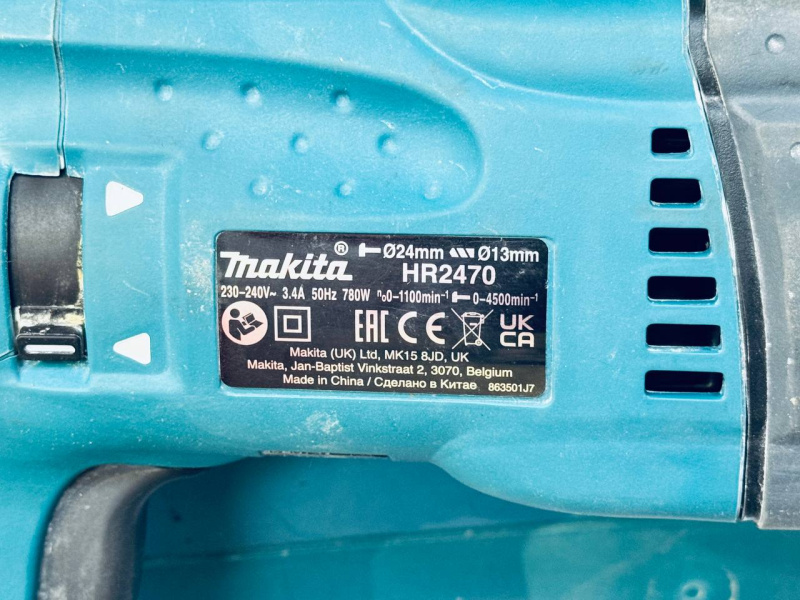 makita® Ø24mm Ø13mm
HR2470
230-240V~ 3.4A 50Hz 780W n₀0-1100min⁻¹ 0-4500min⁻¹
EAC CE UK CA
Makita (UK) Ltd, MK15 8JD, UK
Makita, Jan-Baptist Vinkstraat 2, 3070, Belgium
Made in China / Сделано в Китае 863501J7